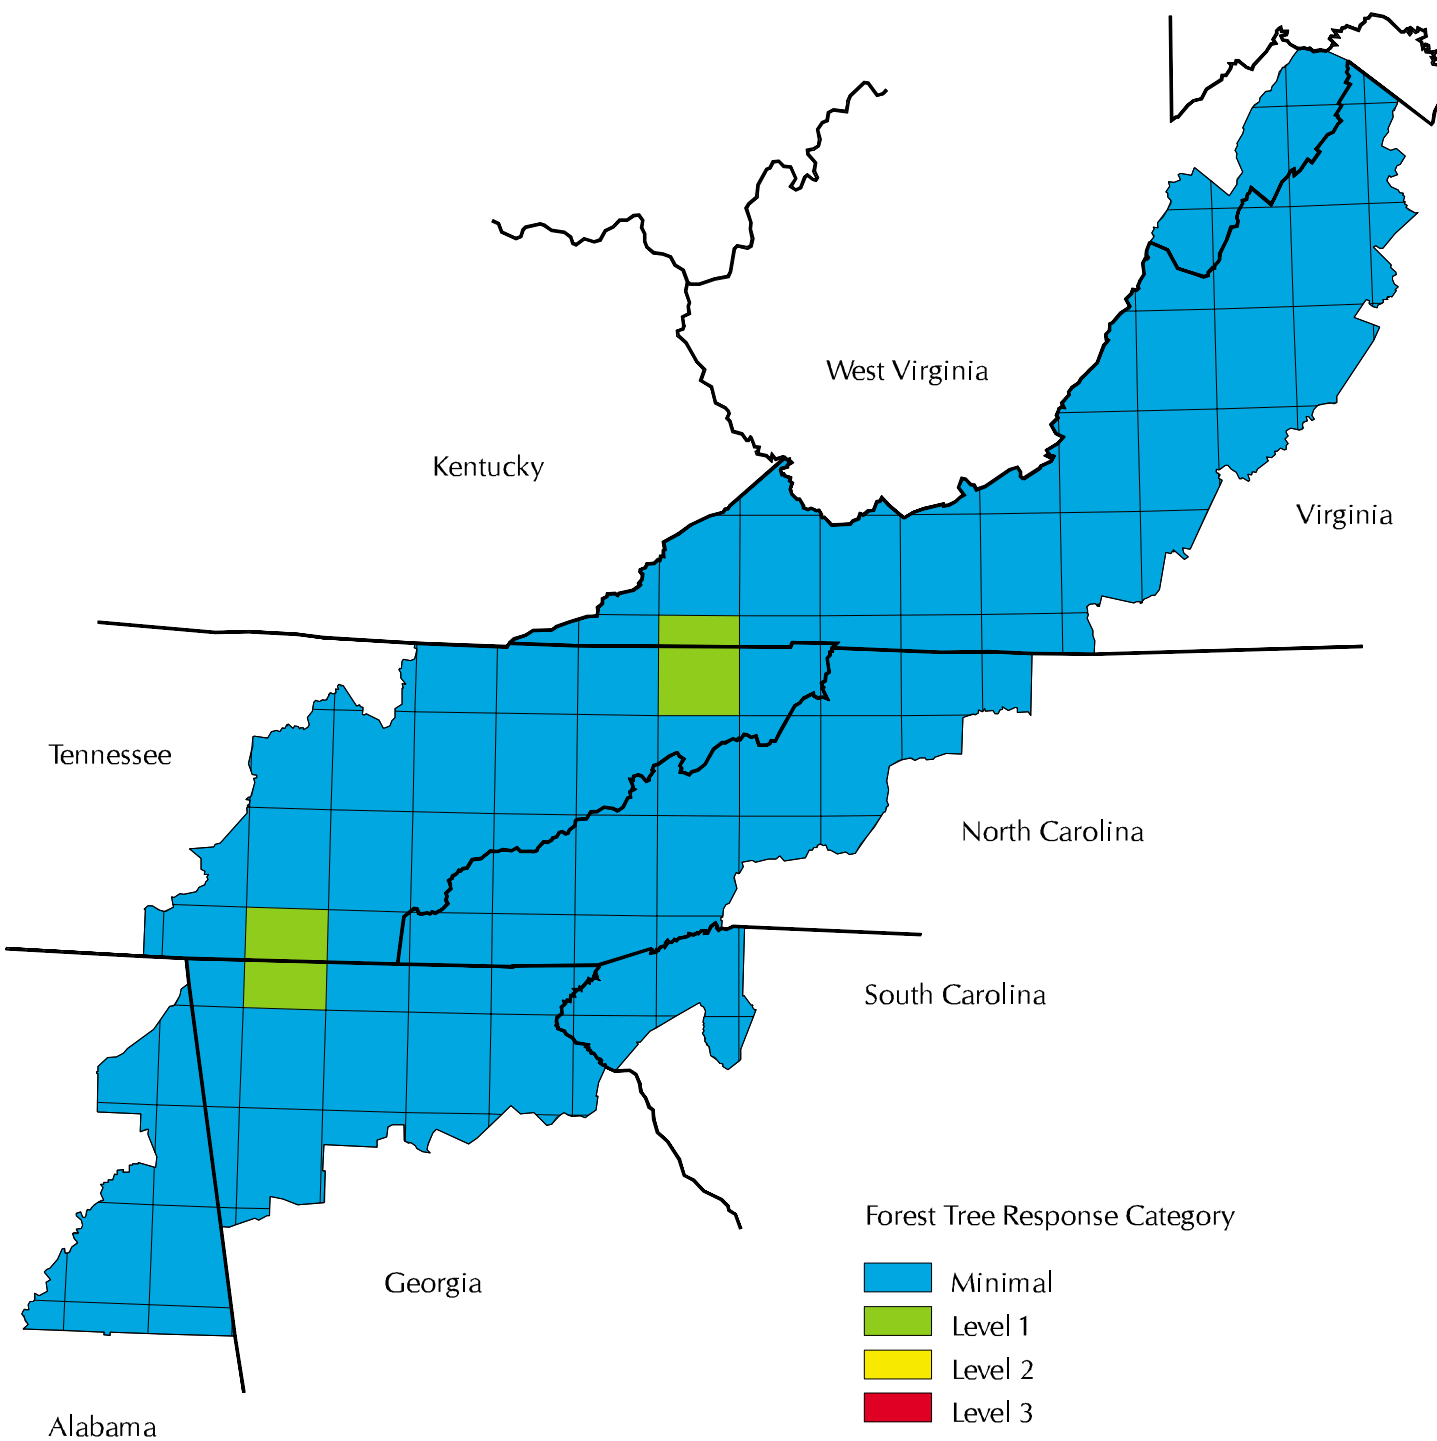 West Virginia
Kentucky
Virginia
Tennessee
North Carolina
South Carolina
Forest Tree Response Category
Georgia
Minimal
Level 1
Level 2
Level 3
Alabama